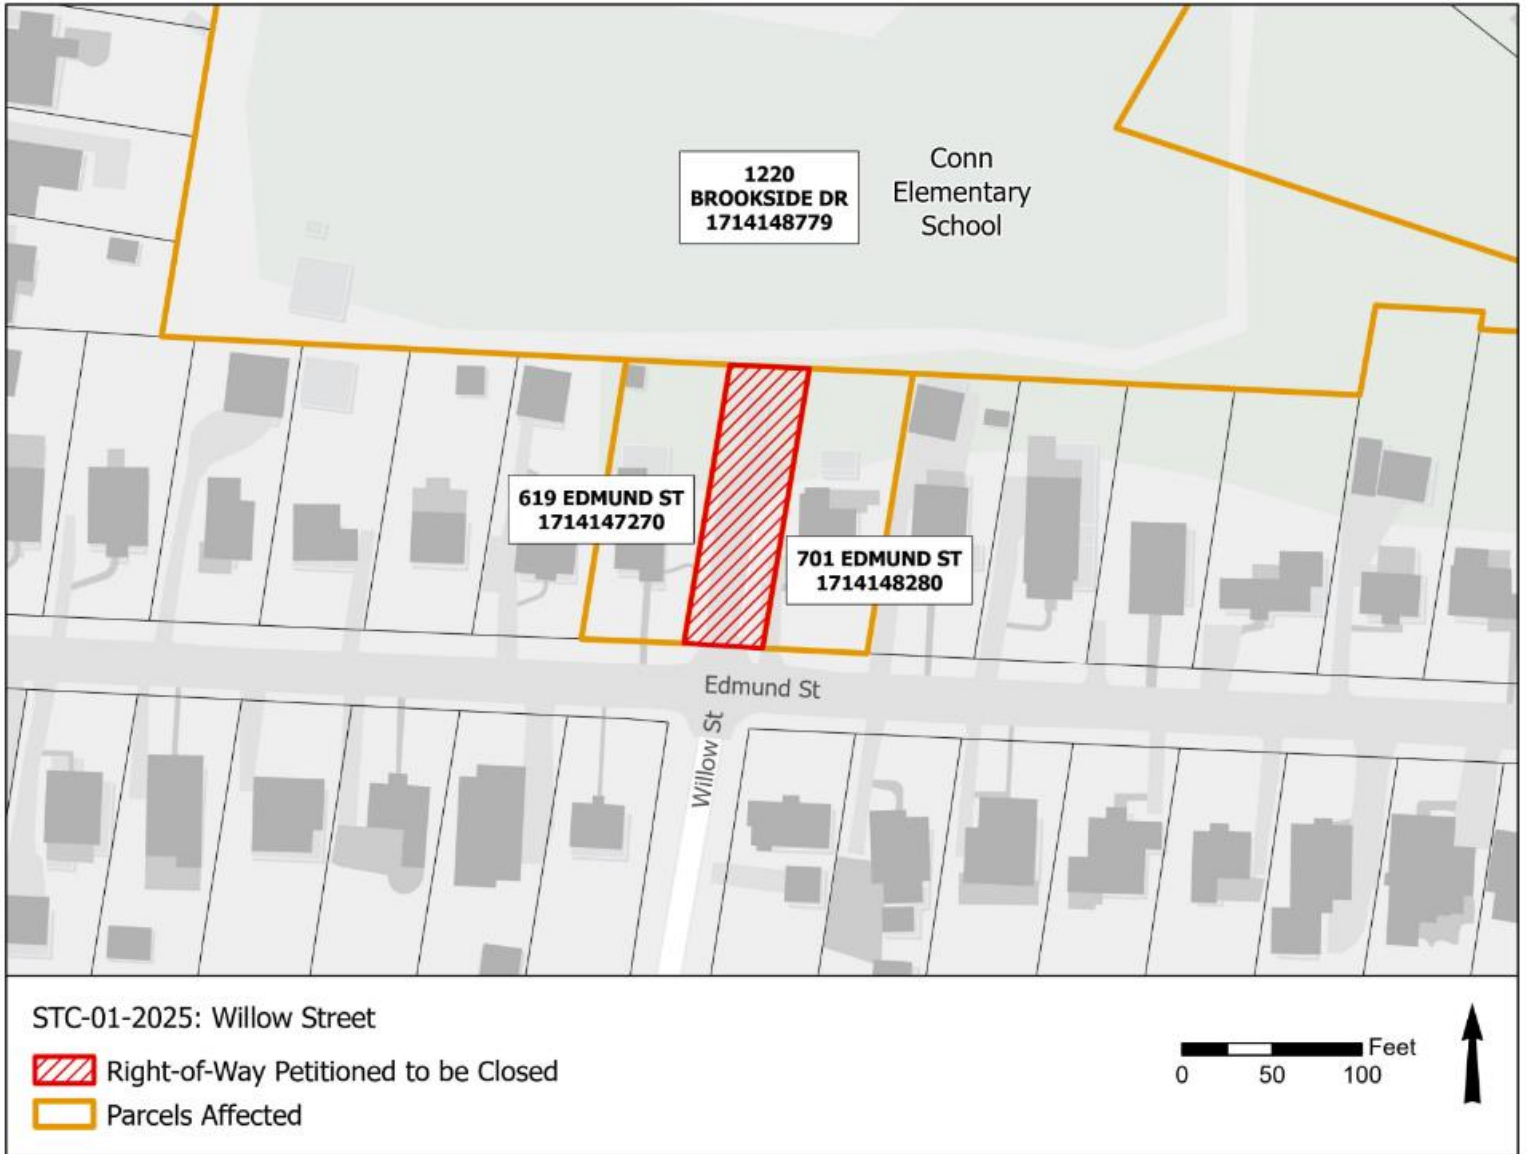 1220
BROOKSIDE DR
1714148779
Conn
Elementary
School
619 EDMUND ST
1714147270
701 EDMUND ST
1714148280
Edmund St
Willow St
STC-01-2025: Willow Street
Right-of-Way Petitioned to be Closed
Parcels Affected
Feet
0 50 100